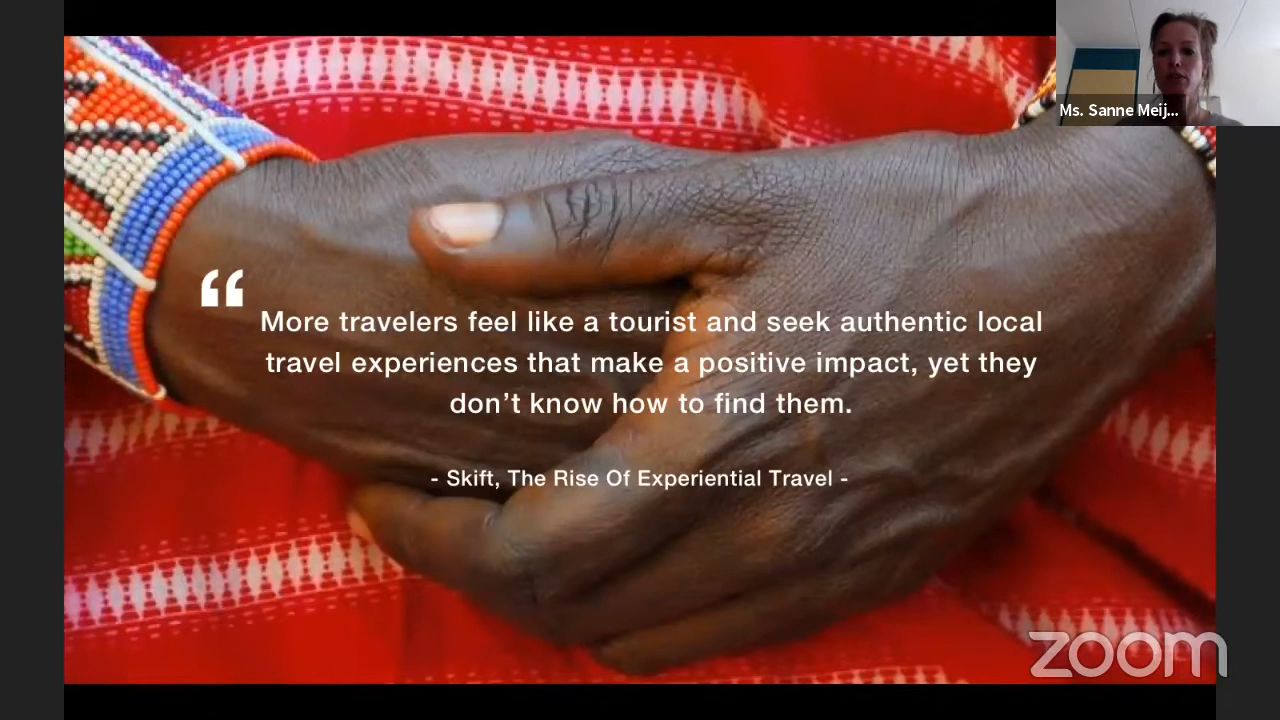 Ms. Sanne Meij...
“
More travelers feel like a tourist and seek authentic local
travel experiences that make a positive impact, yet they
don’t know how to find them.
- Skift, The Rise Of Experiential Travel -
zoom